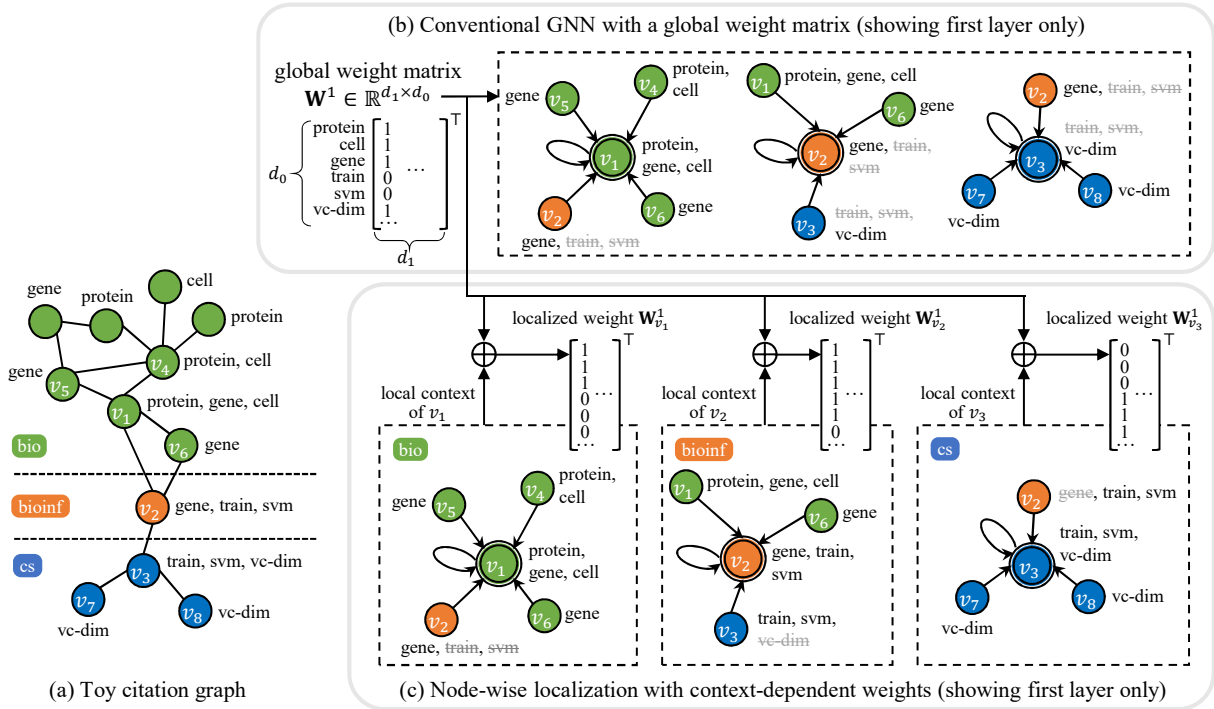 (b) Conventional GNN with a global weight matrix (showing first layer only)
global weight matrix
W¹ ∈ ℝ^{d₁×d₀}
protein
cell
gene
train
svm
vc-dim
...
d₀
1
1
1
0
0
1
...
⊤
d₁
gene
v₅
v₄
protein,
cell
v₁
protein,
gene, cell
v₂
gene, train, svm
v₆
gene
v₁
protein, gene, cell
v₆
gene
v₂
gene, train,
svm
v₃
train, svm,
vc-dim
v₂
gene, train, svm
v₃
train, svm,
vc-dim
v₇
vc-dim
v₈
vc-dim
gene
protein
cell
protein
v₄
protein, cell
gene
v₅
v₁
protein, gene, cell
v₆
gene
bio
bioinf
v₂
gene, train, svm
cs
v₃
train, svm, vc-dim
v₇
vc-dim
v₈
vc-dim
(a) Toy citation graph
localized weight W¹_{v₁}
1
1
1
0
0
0
...
...
⊤
local context
of v₁
bio
gene
v₅
v₄
protein,
cell
v₁
protein,
gene, cell
v₂
gene, train, svm
v₆
gene
localized weight W¹_{v₂}
1
1
1
1
1
0
...
...
⊤
local context
of v₂
bioinf
v₁
protein, gene, cell
v₆
gene
v₂
gene, train,
svm
v₃
train, svm,
vc-dim
localized weight W¹_{v₃}
0
0
0
1
1
1
...
...
⊤
local context
of v₃
cs
v₂
gene, train, svm
v₃
train, svm,
vc-dim
v₇
vc-dim
v₈
vc-dim
(c) Node-wise localization with context-dependent weights (showing first layer only)